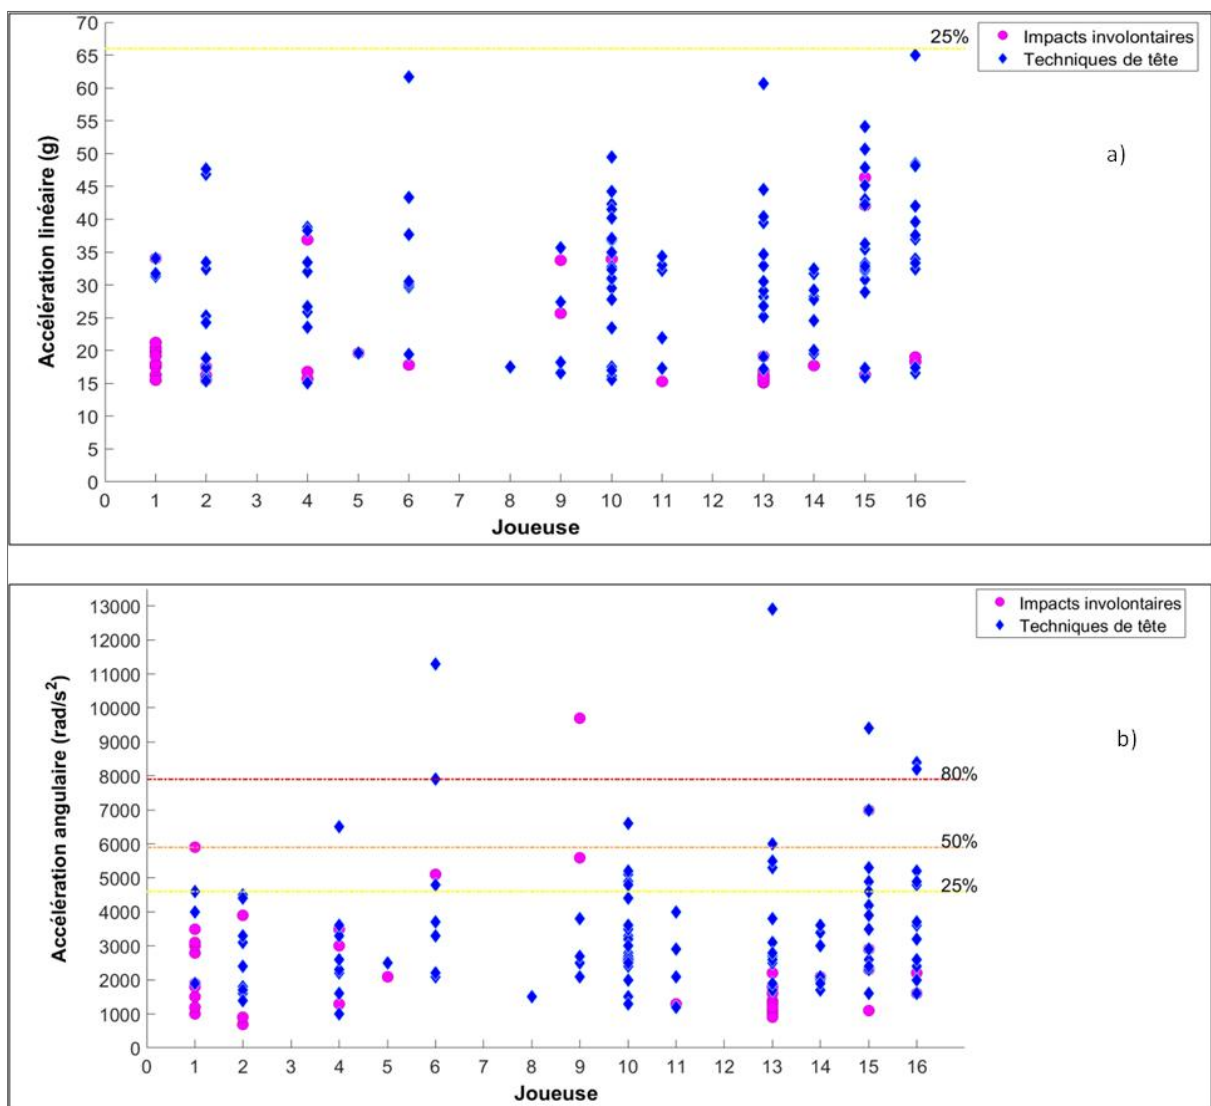 70
65
60
55
50
45
40
35
30
25
20
15
10
5
0
Accélération linéaire (g)
25%
Impacts involontaires
Techniques de tête
a)
0 1 2 3 4 5 6 7 8 9 10 11 12 13 14 15 16
Joueuse
13000
12000
11000
10000
9000
8000
7000
6000
5000
4000
3000
2000
1000
0
Accélération angulaire (rad/s²)
Impacts involontaires
Techniques de tête
b)
80%
50%
25%
0 1 2 3 4 5 6 7 8 9 10 11 12 13 14 15 16
Joueuse